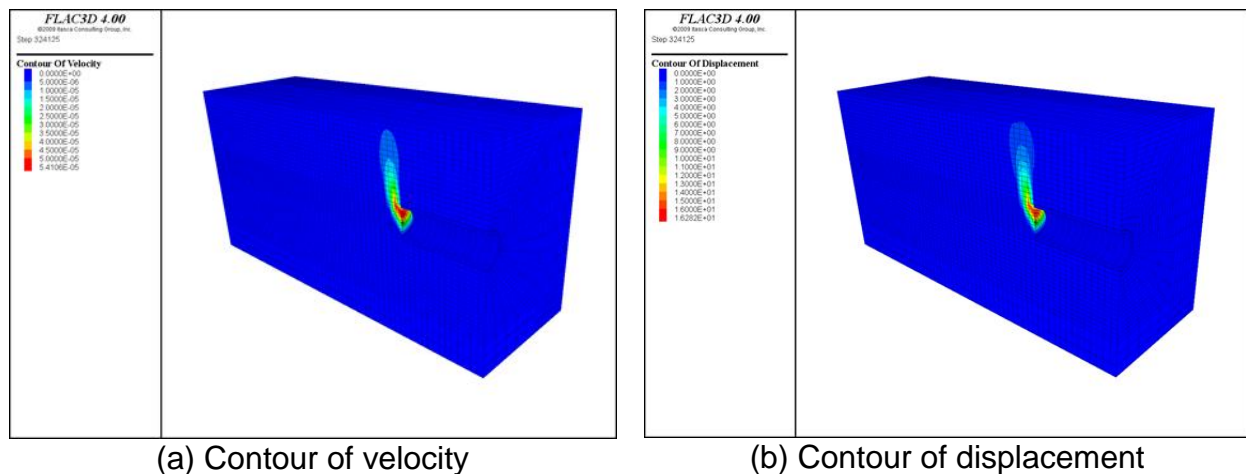 FLAC3D 4.00
©2009 Itasca Consulting Group, Inc.
Step 324125
Contour Of Velocity
0.0000E+00
5.0000E-06
1.0000E-05
1.5000E-05
2.0000E-05
2.5000E-05
3.0000E-05
3.5000E-05
4.0000E-05
4.5000E-05
5.0000E-05
5.4106E-05
(a) Contour of velocity
FLAC3D 4.00
©2009 Itasca Consulting Group, Inc.
Step 324125
Contour Of Displacement
0.0000E+00
1.0000E+00
2.0000E+00
3.0000E+00
4.0000E+00
5.0000E+00
6.0000E+00
7.0000E+00
8.0000E+00
9.0000E+00
1.0000E+01
1.1000E+01
1.2000E+01
1.3000E+01
1.4000E+01
1.5000E+01
1.6000E+01
1.6282E+01
(b) Contour of displacement